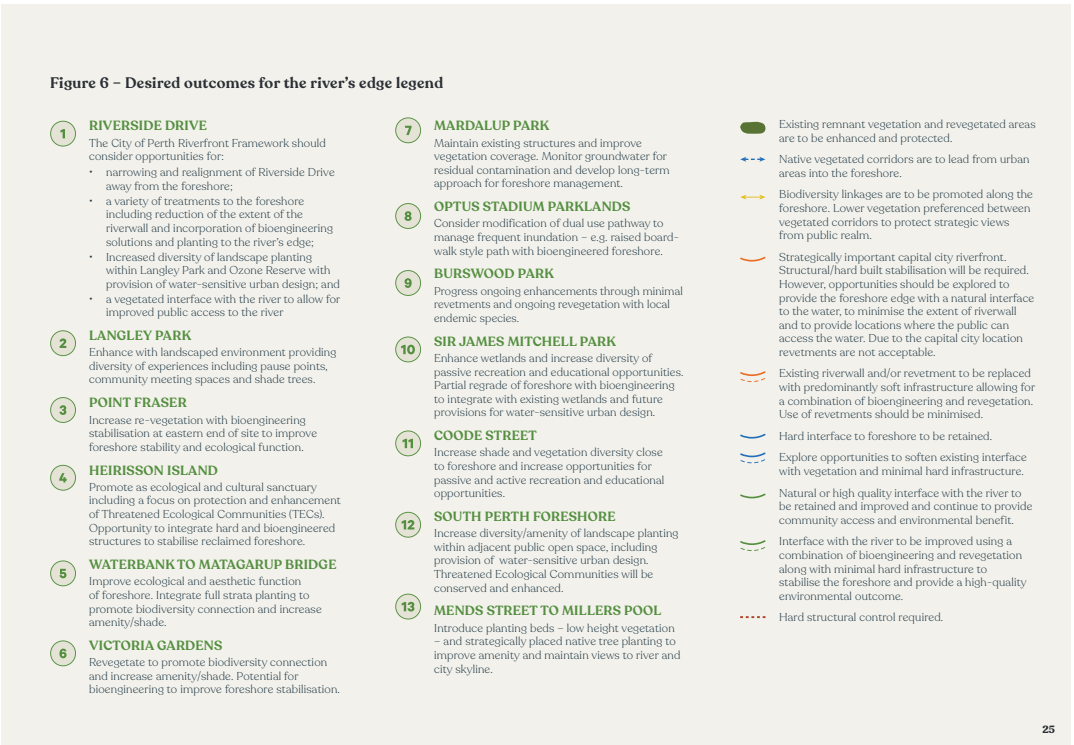 Figure 6 – Desired outcomes for the river's edge legend
1
RIVERSIDE DRIVE
The City of Perth Riverfront Framework should
consider opportunities for:
• narrowing and realignment of Riverside Drive
away from the foreshore;
• a variety of treatments to the foreshore
including reduction of the extent of the
riverwall and incorporation of bioengineering
solutions and planting to the river's edge;
• Increased diversity of landscape planting
within Langley Park and Ozone Reserve with
provision of water-sensitive urban design; and
• a vegetated interface with the river to allow for
improved public access to the river
2
LANGLEY PARK
Enhance with landscaped environment providing
diversity of experiences including pause points,
community meeting spaces and shade trees.
3
POINT FRASER
Increase re-vegetation with bioengineering
stabilisation at eastern end of site to improve
foreshore stability and ecological function.
4
HEIRISSON ISLAND
Promote as ecological and cultural sanctuary
including a focus on protection and enhancement
of Threatened Ecological Communities (TECs).
Opportunity to integrate hard and bioengineered
structures to stabilise reclaimed foreshore.
5
WATERBANK TO MATAGARUP BRIDGE
Improve ecological and aesthetic function
of foreshore. Integrate full strata planting to
promote biodiversity connection and increase
amenity/shade.
6
VICTORIA GARDENS
Revegetate to promote biodiversity connection
and increase amenity/shade. Potential for
bioengineering to improve foreshore stabilisation.
7
MARDALUP PARK
Maintain existing structures and improve
vegetation coverage. Monitor groundwater for
residual contamination and develop long-term
approach for foreshore management.
8
OPTUS STADIUM PARKLANDS
Consider modification of dual use pathway to
manage frequent inundation – e.g. raised board-
walk style path with bioengineered foreshore.
9
BURSWOOD PARK
Progress ongoing enhancements through minimal
revetments and ongoing revegetation with local
endemic species.
10
SIR JAMES MITCHELL PARK
Enhance wetlands and increase diversity of
passive recreation and educational opportunities.
Partial regrade of foreshore with bioengineering
to integrate with existing wetlands and future
provisions for water-sensitive urban design.
11
COODE STREET
Increase shade and vegetation diversity close
to foreshore and increase opportunities for
passive and active recreation and educational
opportunities.
12
SOUTH PERTH FORESHORE
Increase diversity/amenity of landscape planting
within adjacent public open space, including
provision of water-sensitive urban design.
Threatened Ecological Communities will be
conserved and enhanced.
13
MENDS STREET TO MILLERS POOL
Introduce planting beds – low height vegetation
– and strategically placed native tree planting to
improve amenity and maintain views to river and
city skyline.
Existing remnant vegetation and revegetated areas
are to be enhanced and protected.
Native vegetated corridors are to lead from urban
areas into the foreshore.
Biodiversity linkages are to be promoted along the
foreshore. Lower vegetation preferenced between
vegetated corridors to protect strategic views
from public realm.
Strategically important capital city riverfront.
Structural/hard built stabilisation will be required.
However, opportunities should be explored to
provide the foreshore edge with a natural interface
to the water, to minimise the extent of riverwall
and to provide locations where the public can
access the water. Due to the capital city location
revetments are not acceptable.
Existing riverwall and/or revetment to be replaced
with predominantly soft infrastructure allowing for
a combination of bioengineering and revegetation.
Use of revetments should be minimised.
Hard interface to foreshore to be retained.
Explore opportunities to soften existing interface
with vegetation and minimal hard infrastructure.
Natural or high quality interface with the river to
be retained and improved and continue to provide
community access and environmental benefit.
Interface with the river to be improved using a
combination of bioengineering and revegetation
along with minimal hard infrastructure to
stabilise the foreshore and provide a high-quality
environmental outcome.
Hard structural control required.
25